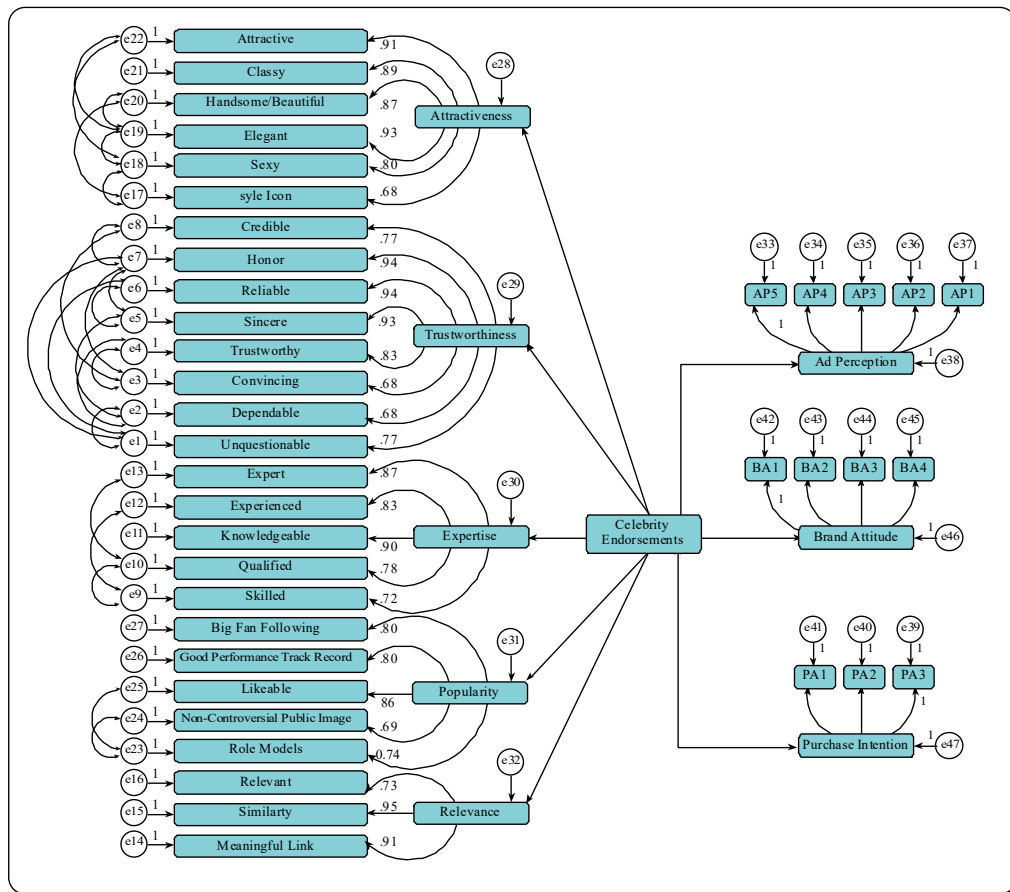 e22 1 Attractive .91
e21 1 Classy .89
e20 1 Handsome/Beautiful .87
e19 1 Elegant .93
e18 1 Sexy .80
e17 1 syle Icon .68
e28
Attractiveness
e8 1 Credible .77
e7 1 Honor .94
e6 1 Reliable .94
e5 1 Sincere .93
e4 1 Trustworthy .83
e3 1 Convincing .68
e2 1 Dependable .68
e1 1 Unquestionable .77
e29
Trustworthiness
e13 1 Expert .87
e12 1 Experienced .83
e11 1 Knowledgeable .90
e10 1 Qualified .78
e9 1 Skilled .72
e30
Expertise
e27 1 Big Fan Following .80
e26 1 Good Performance Track Record .80
e25 1 Likeable 86
e24 1 Non-Controversial Public Image .69
e23 1 Role Models 0.74
e31
Popularity
e16 1 Relevant .73
e15 1 Similarty .95
e14 1 Meaningful Link .91
e32
Relevance
Celebrity
Endorsements
e33 e34 e35 e36 e37
1 1 1 1 1
AP5 AP4 AP3 AP2 AP1
1
Ad Perception 1 e38
e42 e43 e44 e45
1 1 1 1
BA1 BA2 BA3 BA4
1
Brand Attitude 1 e46
e41 e40 e39
1 1 1
PA1 PA2 PA3
1
Purchase Intention 1 e47